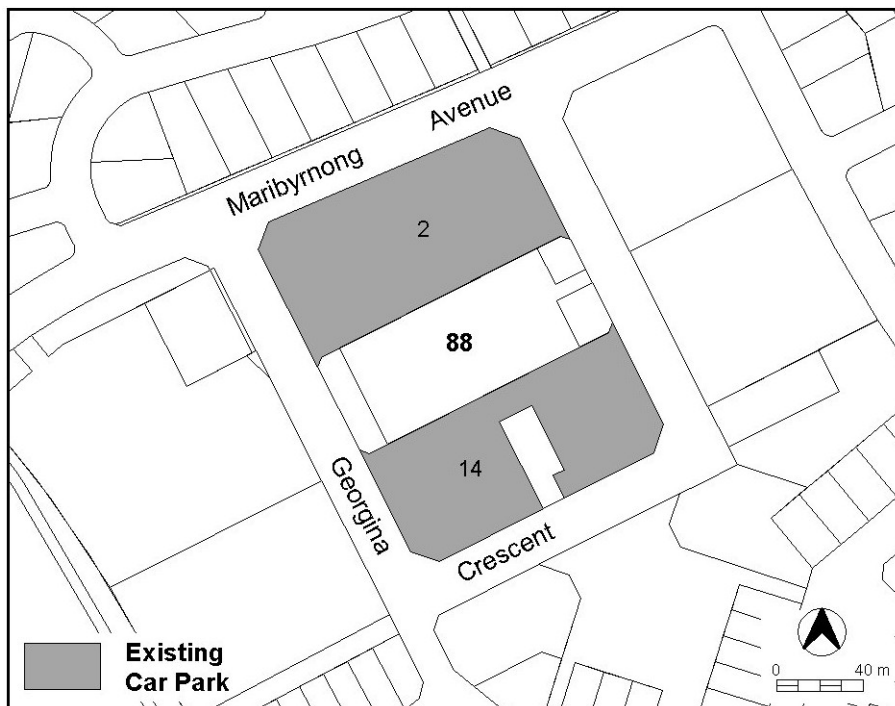 Maribyrnong Avenue
2
88
14
Georgina
Crescent
Existing
Car Park
0 40 m